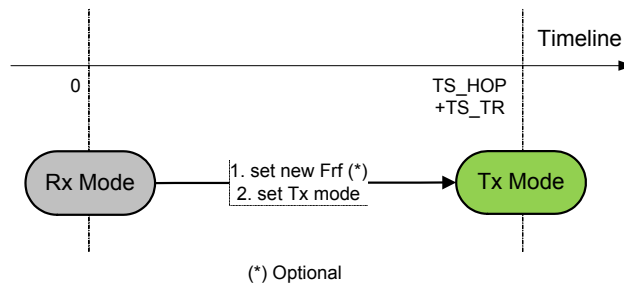 Timeline
0
TS_HOP
+TS_TR
Rx Mode
1. set new Frf (*)
2. set Tx mode
Tx Mode
(*) Optional